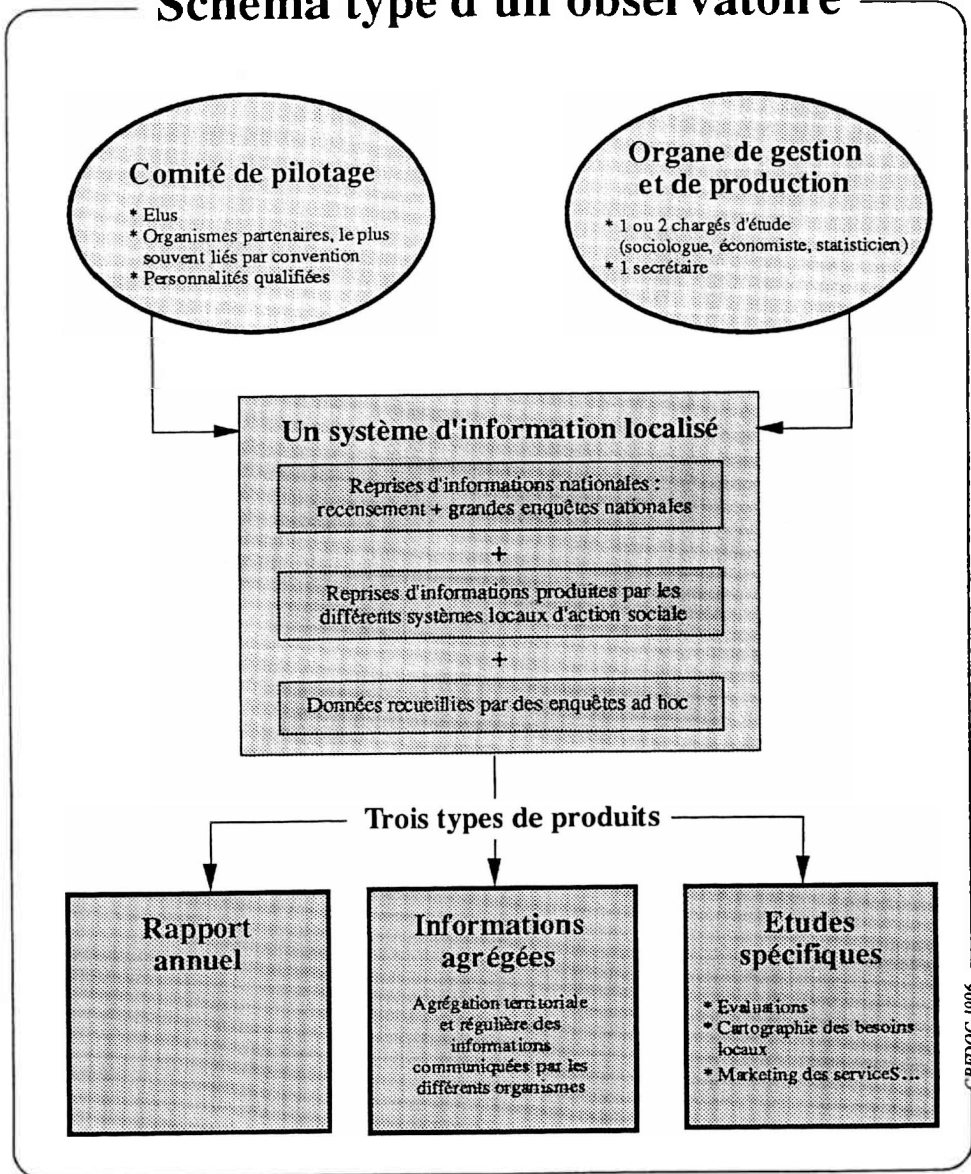 Schéma type d'un observatoire
Comité de pilotage
* Elus
* Organismes partenaires, le plus
souvent liés par convention
* Personnalités qualifiées
Organe de gestion
et de production
* 1 ou 2 chargés d'étude
(sociologue, économiste, statisticien)
* 1 secrétaire
Un système d'information localisé
Reprises d'informations nationales :
recensement + grandes enquêtes nationales
+
Reprises d'informations produites par les
différents systèmes locaux d'action sociale
+
Données recueillies par des enquêtes ad hoc
Trois types de produits
Rapport
annuel
Informations
agrégées
Agrégation territoriale
et régulière des
informations
communiquées par les
différents organismes
Etudes
spécifiques
* Evaluations
* Cartographie des besoins
locaux
* Marketing des serviceS...
CREDOC 1996